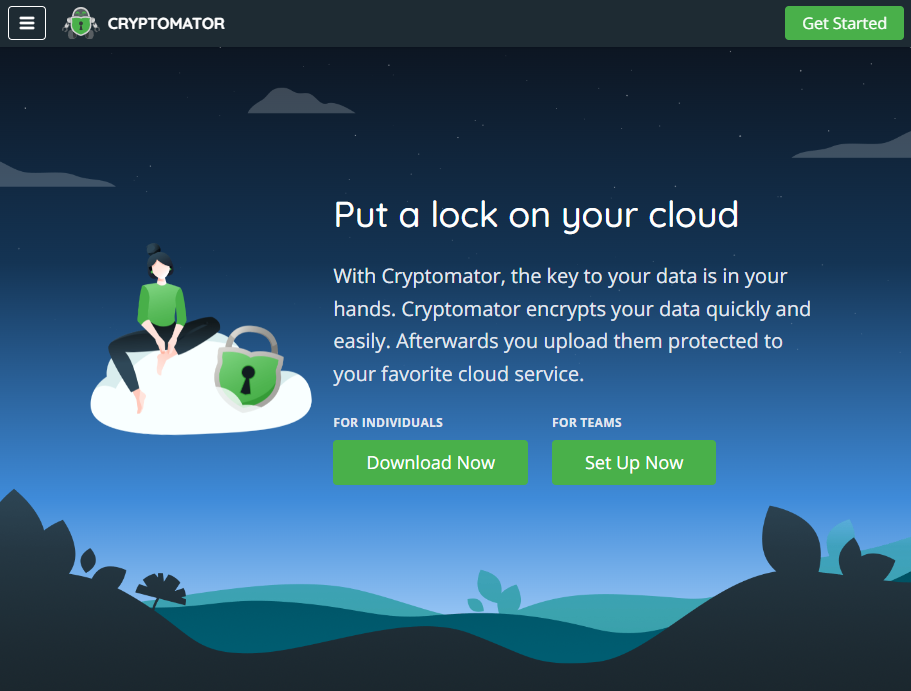 CRYPTOMATOR
Get Started
Put a lock on your cloud
With Cryptomator, the key to your data is in your
hands. Cryptomator encrypts your data quickly and
easily. Afterwards you upload them protected to
your favorite cloud service.
FOR INDIVIDUALS
Download Now
FOR TEAMS
Set Up Now